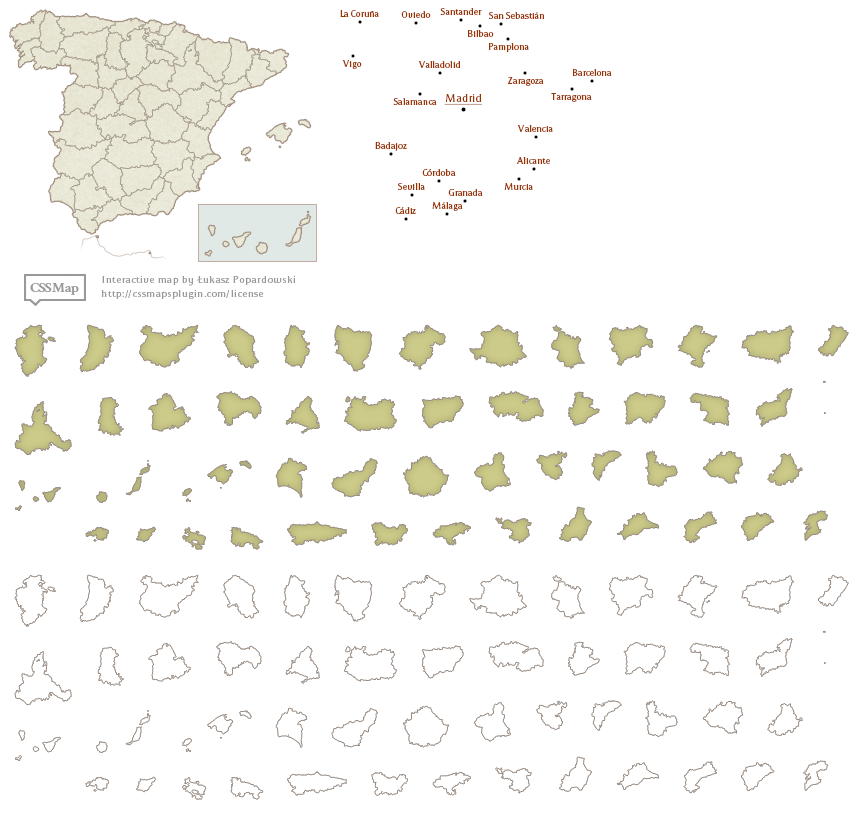 La Coruña
Oviedo
Santander
San Sebastián
Bilbao
Pamplona
Vigo
Valladolid
Zaragoza
Barcelona
Salamanca
Madrid
Tarragona
Valencia
Badajoz
Alicante
Córdoba
Sevilla
Granada
Murcia
Cádiz
Málaga
CSSMap
Interactive map by Łukasz Popardowski
http://cssmapsplugin.com/license